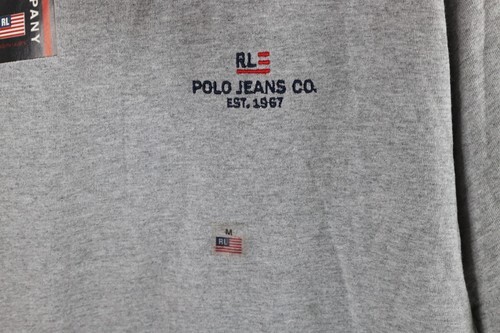 PANY
RL
RL
POLO JEANS CO.
EST. 1967
M
RL